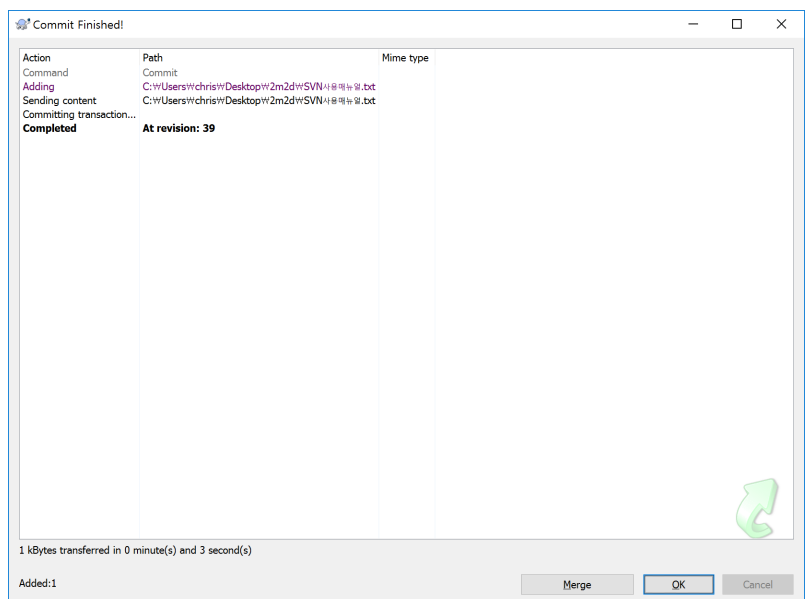 Commit Finished!
Action Path Mime type
Command Commit
Adding C:₩Users₩chris₩Desktop₩2m2d₩SVN사용매뉴얼.txt
Sending content C:₩Users₩chris₩Desktop₩2m2d₩SVN사용매뉴얼.txt
Committing transaction...
Completed At revision: 39
1 kBytes transferred in 0 minute(s) and 3 second(s)
Added:1
Merge OK Cancel